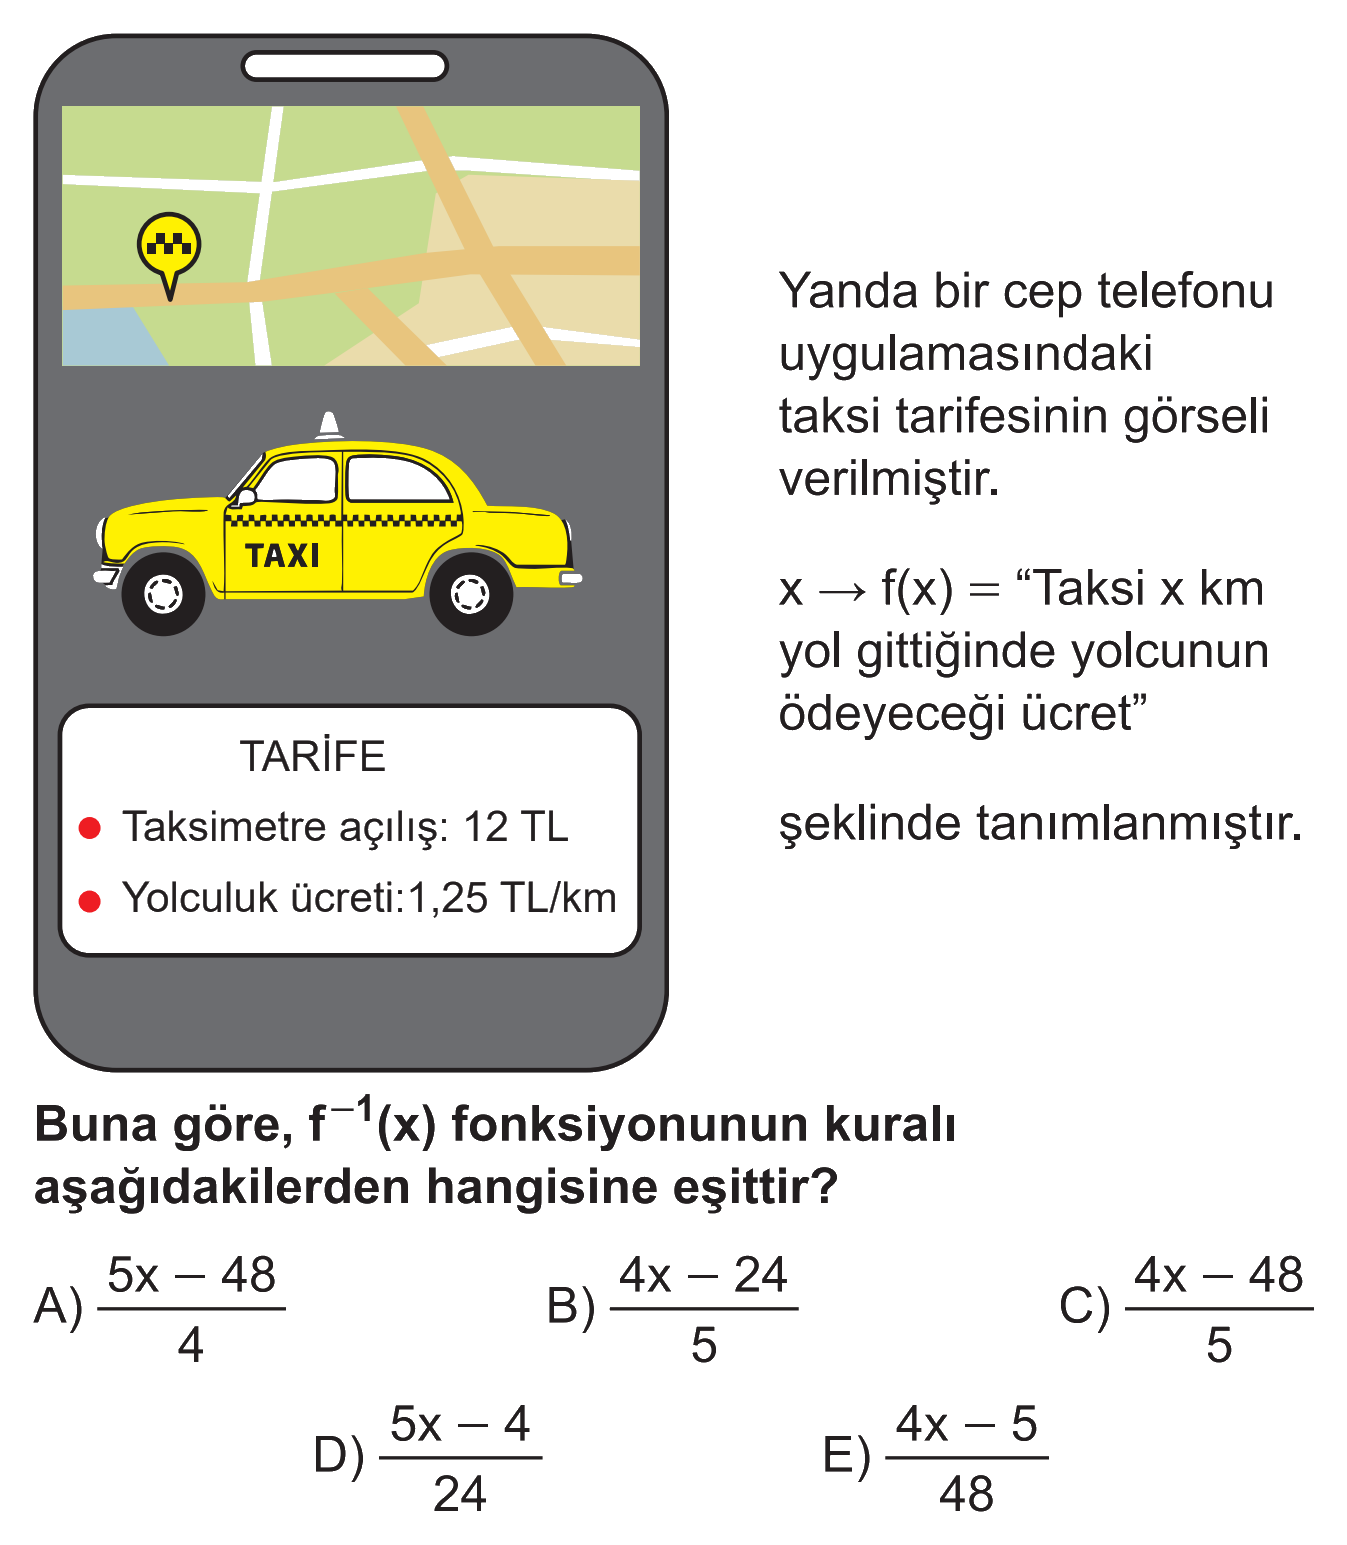 TAXI
TARİFE
● Taksimetre açılış: 12 TL
● Yolculuk ücreti:1,25 TL/km
Yanda bir cep telefonu
uygulamasındaki
taksi tarifesinin görseli
verilmiştir.
x → f(x) = “Taksi x km
yol gittiğinde yolcunun
ödeyeceği ücret”
şeklinde tanımlanmıştır.
Buna göre, f⁻¹(x) fonksiyonunun kuralı
aşağıdakilerden hangisine eşittir?
A) (5x − 48)/4 B) (4x − 24)/5 C) (4x − 48)/5
D) (5x − 4)/24 E) (4x − 5)/48